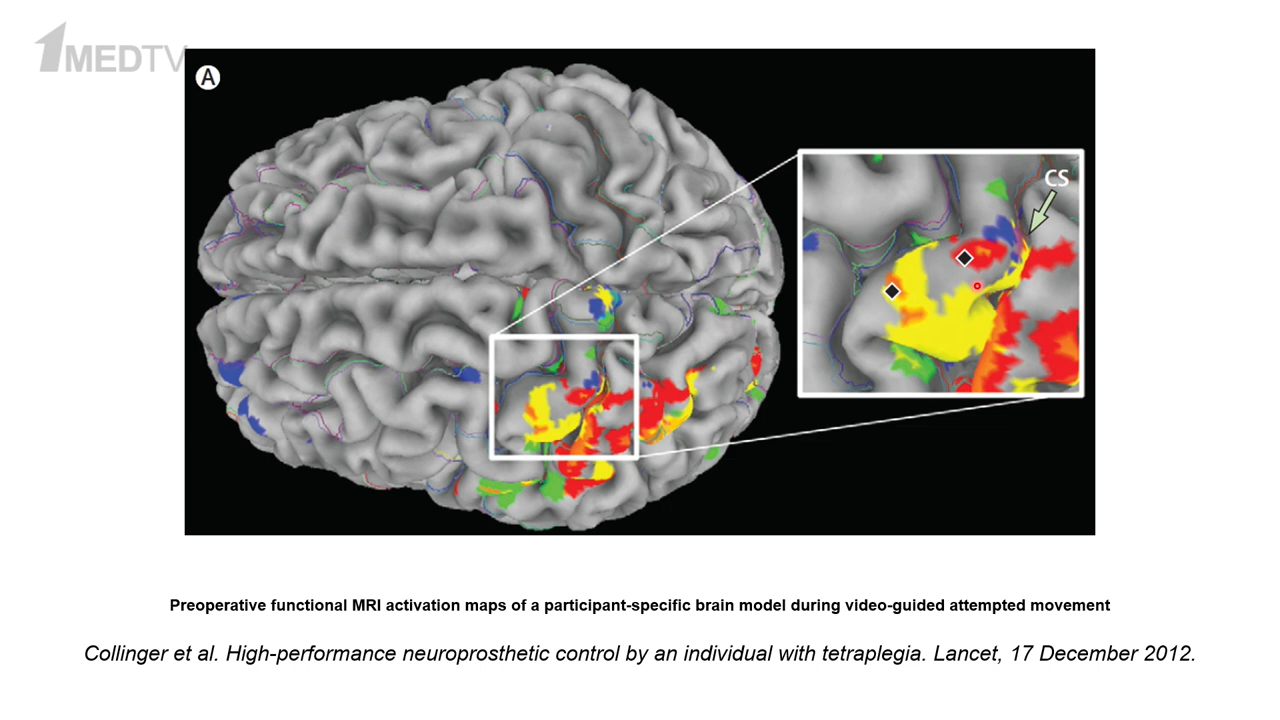 1MEDTV
A
CS
Preoperative functional MRI activation maps of a participant-specific brain model during video-guided attempted movement
Collinger et al. High-performance neuroprosthetic control by an individual with tetraplegia. Lancet, 17 December 2012.